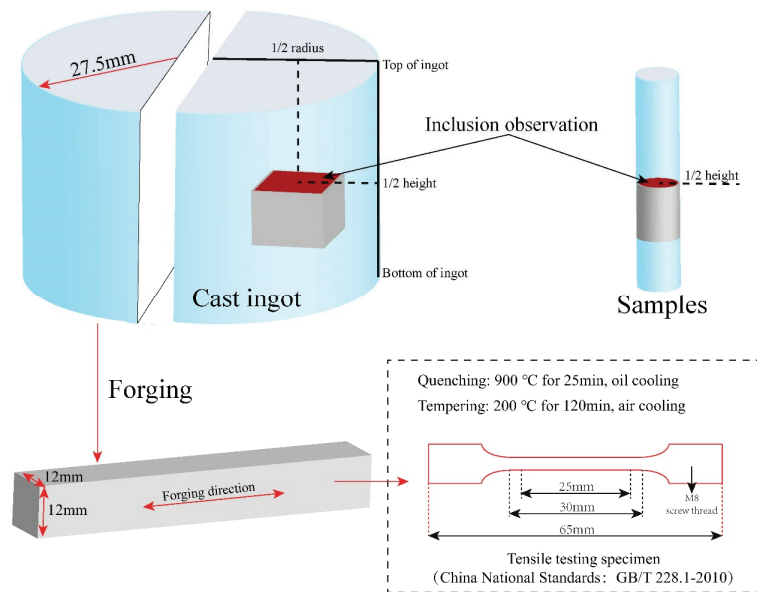 27.5mm
1/2 radius
Top of ingot
Inclusion observation
1/2 height
1/2 height
Bottom of ingot
Cast ingot
Samples
Forging
Quenching: 900 °C for 25min, oil cooling
Tempering: 200 °C for 120min, air cooling
12mm
12mm
Forging direction
25mm
30mm
65mm
M8
screw thread
Tensile testing specimen
(China National Standards: GB/T 228.1-2010)